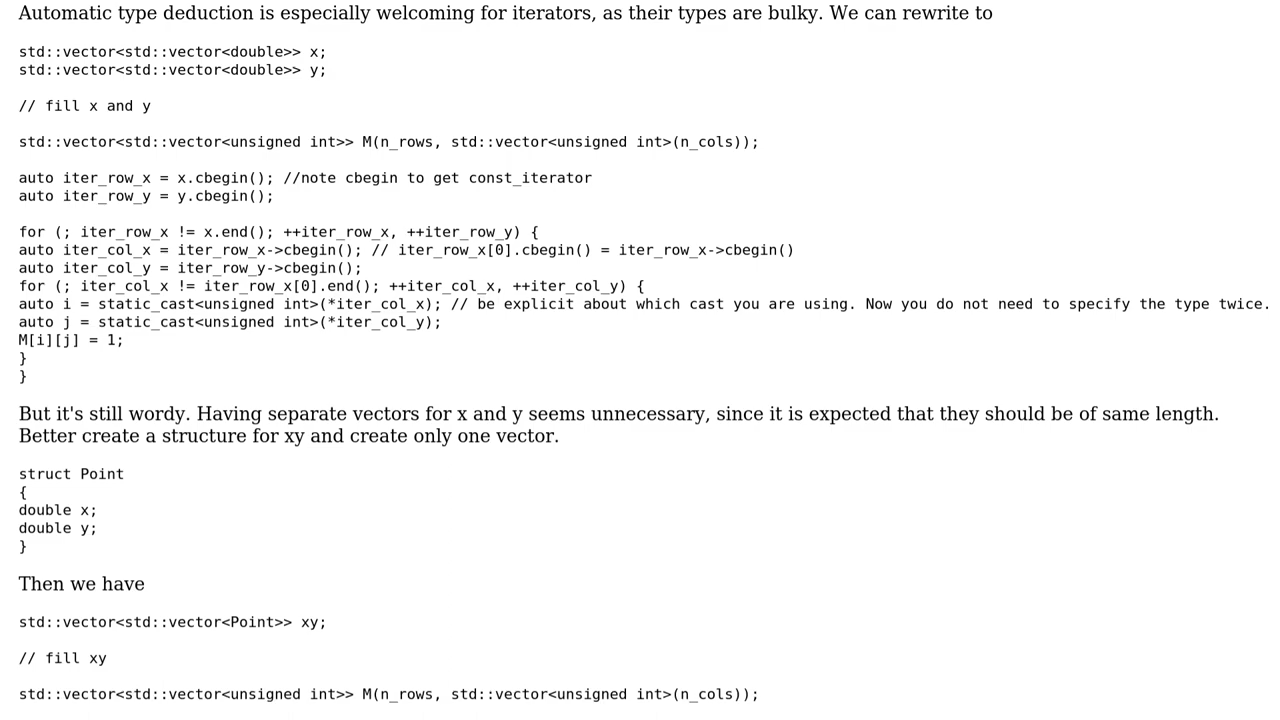 Automatic type deduction is especially welcoming for iterators, as their types are bulky. We can rewrite to
std::vector<std::vector<double>> x;
std::vector<std::vector<double>> y;
// fill x and y
std::vector<std::vector<unsigned int>> M(n_rows, std::vector<unsigned int>(n_cols));
auto iter_row_x = x.cbegin(); //note cbegin to get const_iterator
auto iter_row_y = y.cbegin();
for (; iter_row_x != x.end(); ++iter_row_x, ++iter_row_y) {
auto iter_col_x = iter_row_x->cbegin(); // iter_row_x[0].cbegin() = iter_row_x->cbegin()
auto iter_col_y = iter_row_y->cbegin();
for (; iter_col_x != iter_row_x[0].end(); ++iter_col_x, ++iter_col_y) {
auto i = static_cast<unsigned int>(*iter_col_x); // be explicit about which cast you are using. Now you do not need to specify the type twice.
auto j = static_cast<unsigned int>(*iter_col_y);
M[i][j] = 1;
}
}
But it's still wordy. Having separate vectors for x and y seems unnecessary, since it is expected that they should be of same length.
Better create a structure for xy and create only one vector.
struct Point
{
double x;
double y;
}
Then we have
std::vector<std::vector<Point>> xy;
// fill xy
std::vector<std::vector<unsigned int>> M(n_rows, std::vector<unsigned int>(n_cols));